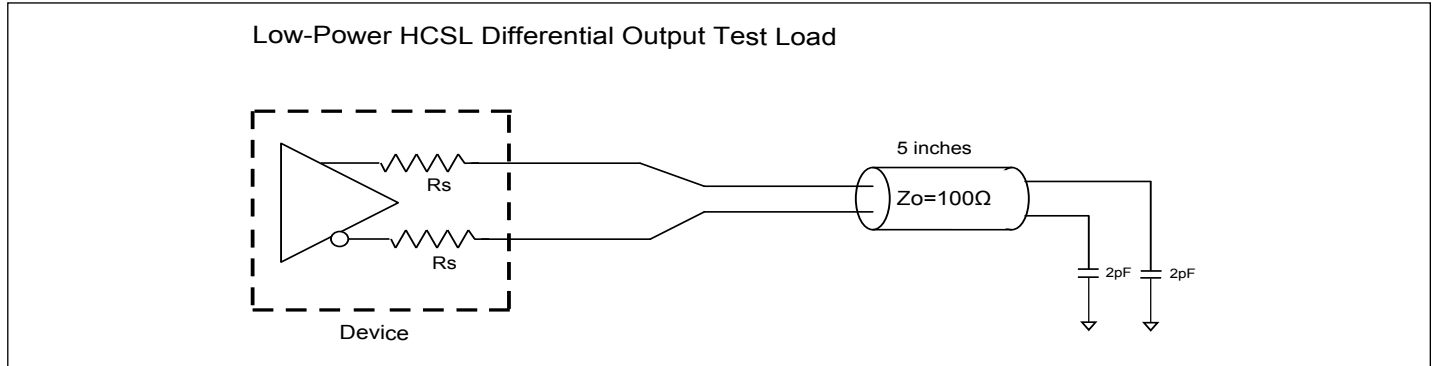 Low-Power HCSL Differential Output Test Load
5 inches
Rs
Zo=100Ω
Rs
2pF
2pF
Device